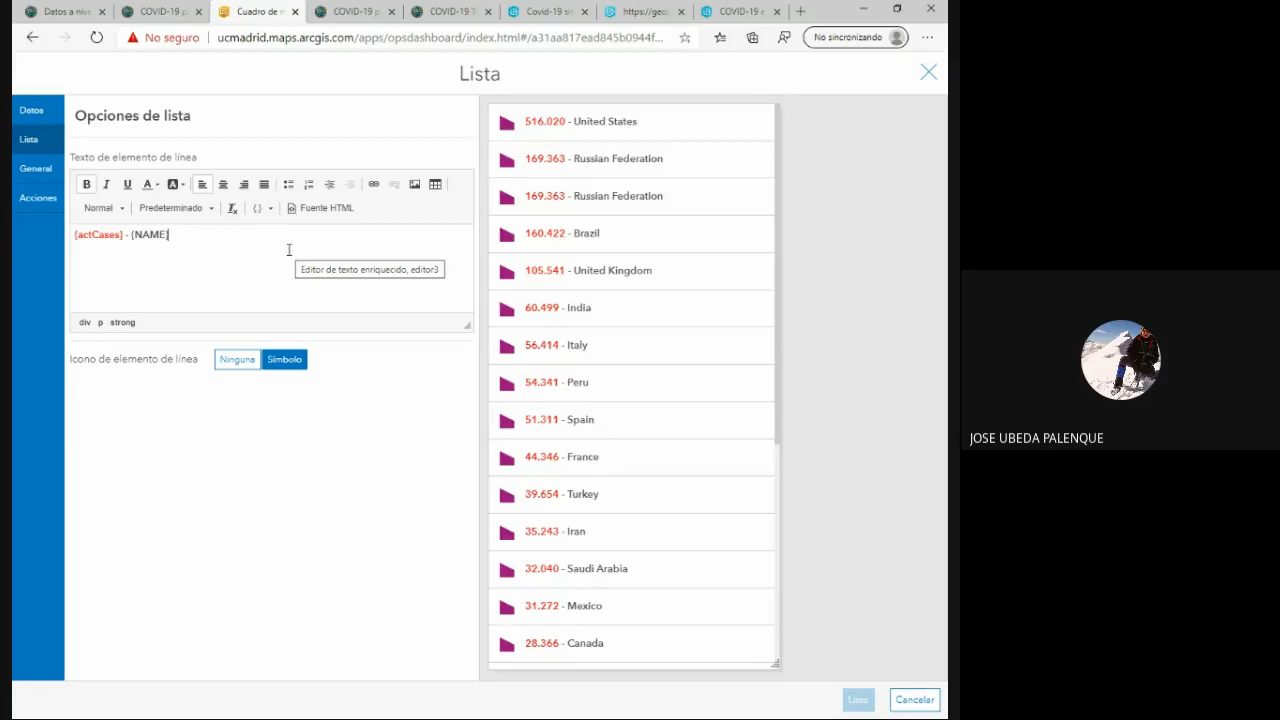 Datos a nive
COVID-19 p
Cuadro de m
COVID-19 p
COVID-19 T
Covid-19 si
https://geo
COVID-19 e
No seguro
ucmadrid.maps.arcgis.com/apps/opsdashboard/index.html#/a31aa817ead845b0944f...
No sincronizando
Lista
Datos
Lista
General
Acciones
Opciones de lista
Texto de elemento de línea
B I U A A
Normal
Predeterminado
Fuente HTML
{actCases} - {NAME}
Editor de texto enriquecido, editor3
div p strong
Icono de elemento de línea
Ninguna
Símbolo
516.020 - United States
169.363 - Russian Federation
169.363 - Russian Federation
160.422 - Brazil
105.541 - United Kingdom
60.499 - India
56.414 - Italy
54.341 - Peru
51.311 - Spain
44.346 - France
39.654 - Turkey
35.243 - Iran
32.040 - Saudi Arabia
31.272 - Mexico
28.366 - Canada
Listo
Cancelar
JOSE UBEDA PALENQUE